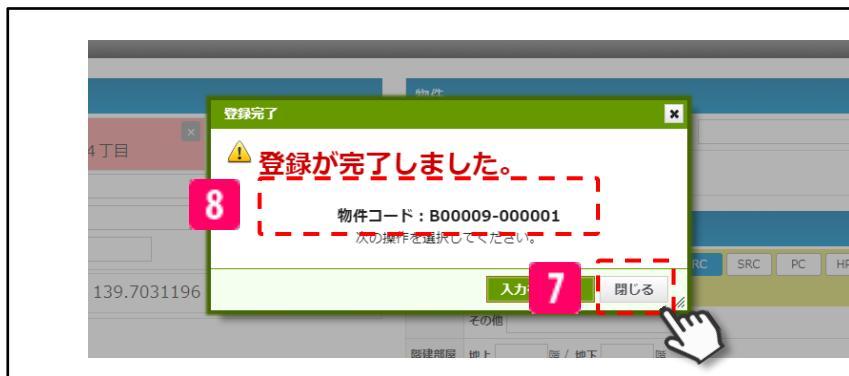 物件
登録完了
4丁目
登録が完了しました。
8
物件コード：B00009-000001
次の操作を選択してください。
RC SRC PC HP
139.7031196
入力 7 閉じる
その他
階建部屋 地上 階 / 地下 階